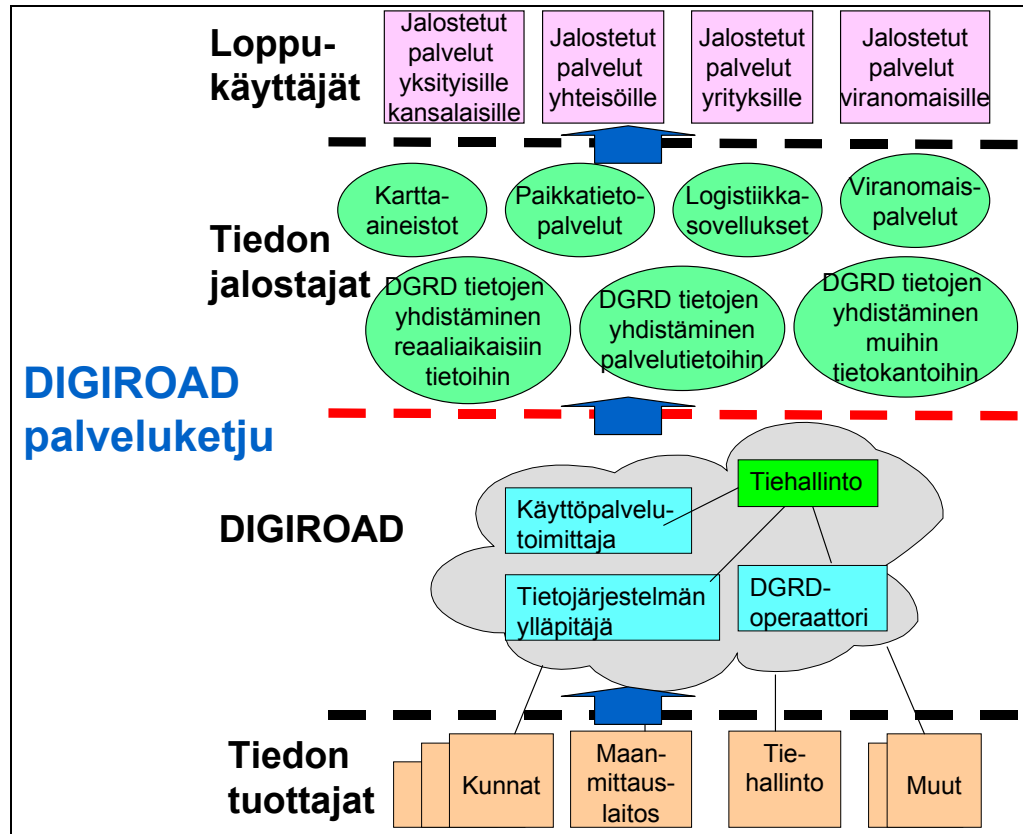 Loppu-
käyttäjät
Jalostetut
palvelut
yksityisille
kansalaisille
Jalostetut
palvelut
yhteisöille
Jalostetut
palvelut
yrityksille
Jalostetut
palvelut
viranomaisille
Tiedon
jalostajat
Kartta-
aineistot
Paikkatieto-
palvelut
Logistiikka-
sovellukset
Viranomais-
palvelut
DGRD tietojen
yhdistäminen
reaaliaikaisiin
tietoihin
DGRD tietojen
yhdistäminen
palvelutietoihin
DGRD tietojen
yhdistäminen
muihin
tietokantoihin
DIGIROAD
palveluketju
DIGIROAD
Tiehallinto
Käyttöpalvelu-
toimittaja
Tietojärjestelmän
ylläpitäjä
DGRD-
operaattori
Tiedon
tuottajat
Kunnat
Maan-
mittaus-
laitos
Tie-
hallinto
Muut